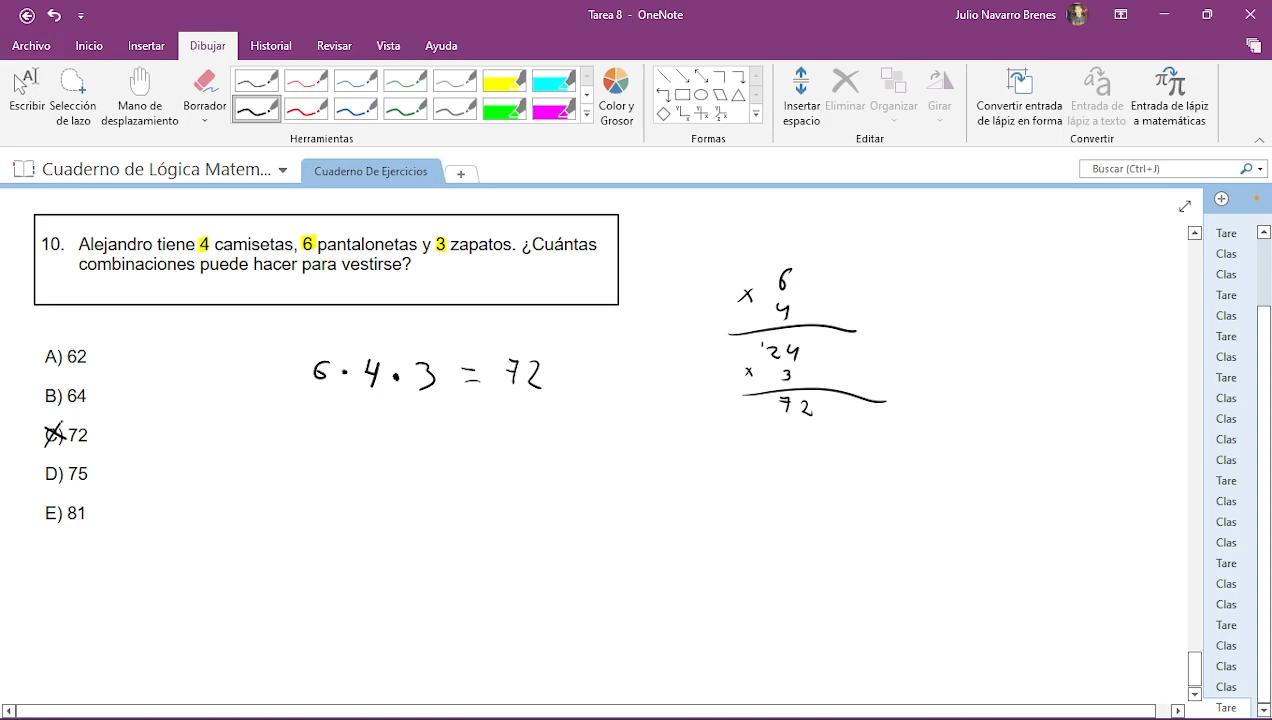 Tarea 8 - OneNote
Julio Navarro Brenes
Archivo Inicio Insertar Dibujar Historial Revisar Vista Ayuda
Escribir
Selección de lazo
Mano de desplazamiento
Borrador
Color y Grosor
Insertar espacio
Eliminar
Organizar
Girar
Convertir entrada de lápiz en forma
Entrada de lápiz a texto
Entrada de lápiz a matemáticas
Herramientas
Formas
Editar
Convertir
Cuaderno de Lógica Matem...
Cuaderno De Ejercicios
Buscar (Ctrl+J)
10. Alejandro tiene 4 camisetas, 6 pantalonetas y 3 zapatos. ¿Cuántas
combinaciones puede hacer para vestirse?
A) 62
B) 64
C) 72
D) 75
E) 81
6 · 4 · 3 = 72
6
x 4
24
x 3
72
Tare
Clas
Clas
Tare
Clas
Tare
Clas
Tare
Clas
Clas
Clas
Clas
Tare
Clas
Clas
Clas
Tare
Clas
Clas
Tare
Clas
Clas
Clas
Tare